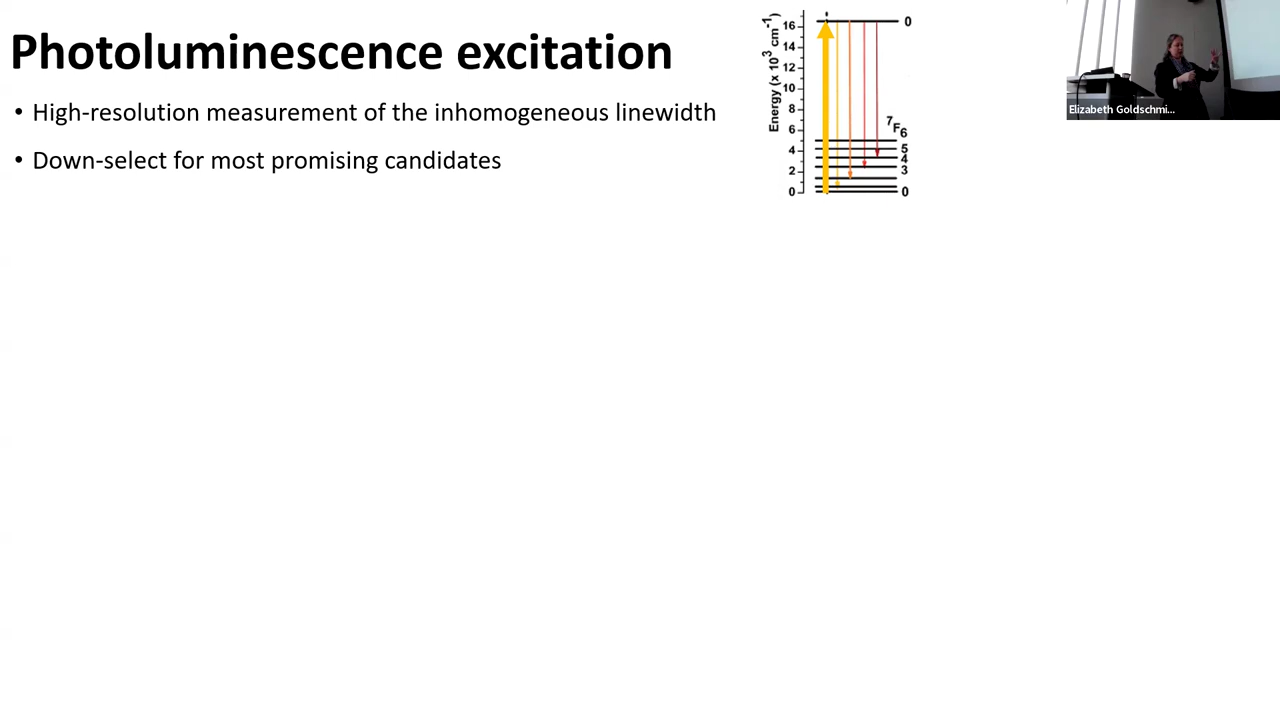 Photoluminescence excitation
• High-resolution measurement of the inhomogeneous linewidth
• Down-select for most promising candidates
Energy (x 10³ cm⁻¹)
16
14
12
10
8
6
4
2
0
0
⁷F₆
5
4
3
0
Elizabeth Goldschmi...